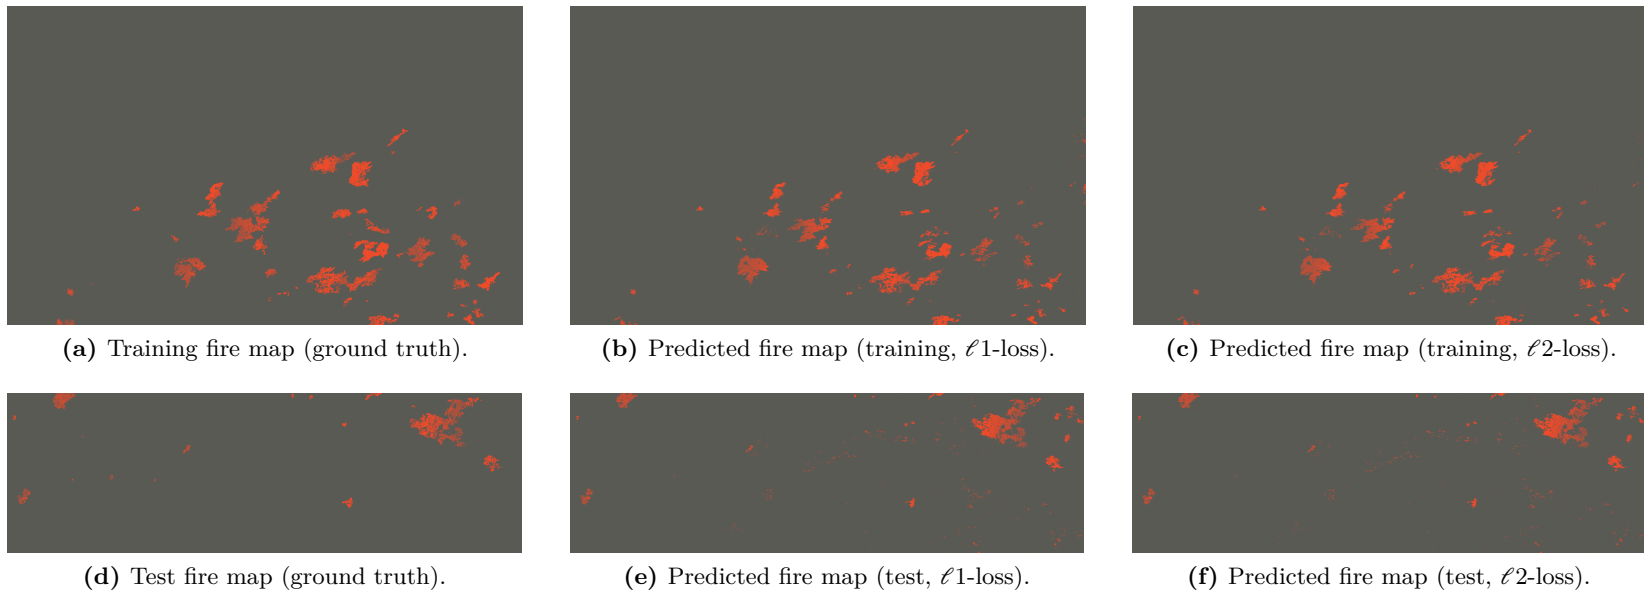 (a) Training fire map (ground truth).
(b) Predicted fire map (training, ℓ1-loss).
(c) Predicted fire map (training, ℓ2-loss).
(d) Test fire map (ground truth).
(e) Predicted fire map (test, ℓ1-loss).
(f) Predicted fire map (test, ℓ2-loss).